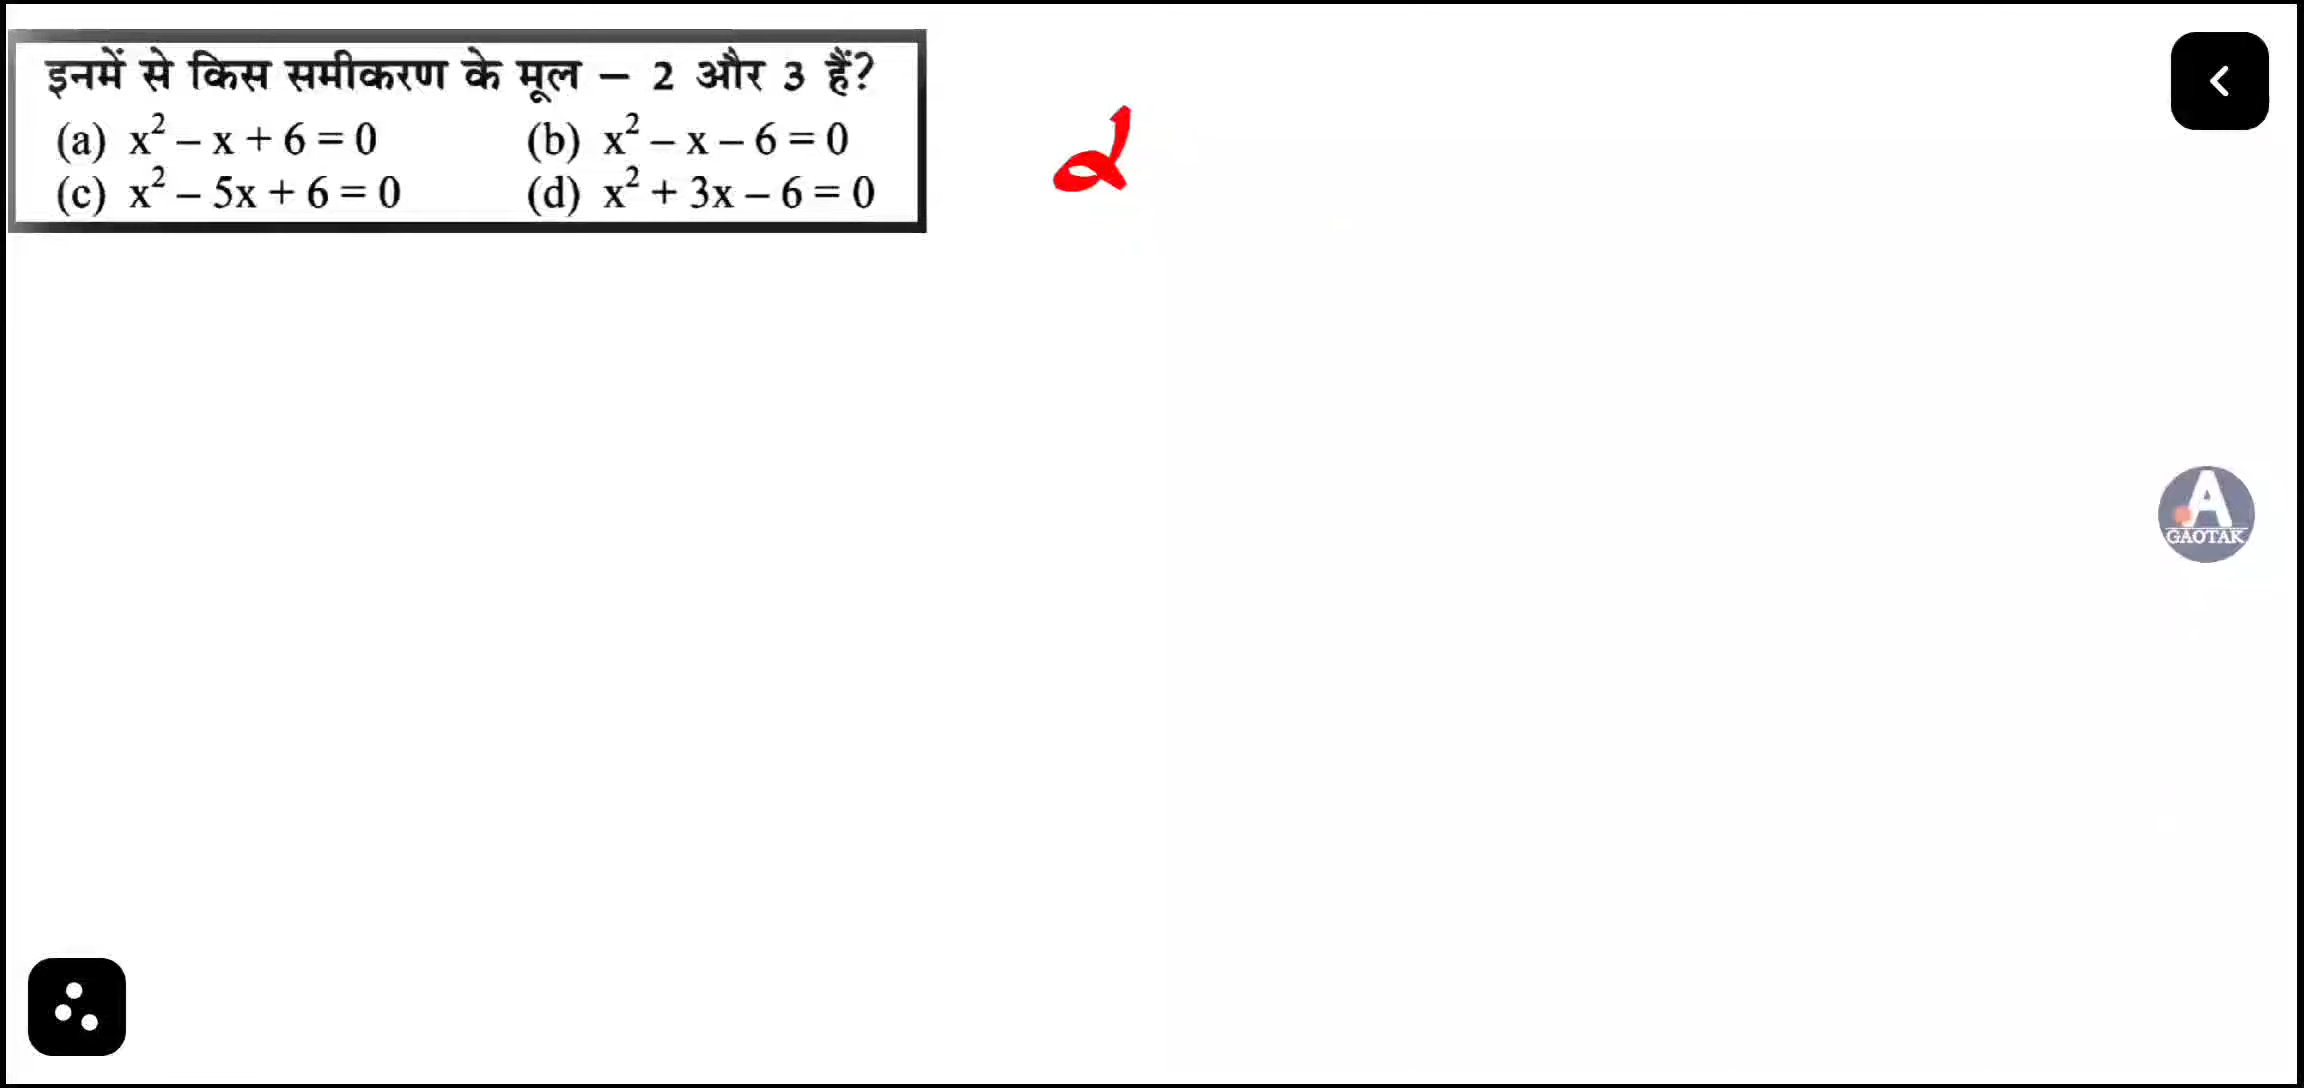 इनमें से किस समीकरण के मूल – 2 और 3 हैं?
(a) x² – x + 6 = 0 (b) x² – x – 6 = 0
(c) x² – 5x + 6 = 0 (d) x² + 3x – 6 = 0
α
A
GAOTAK